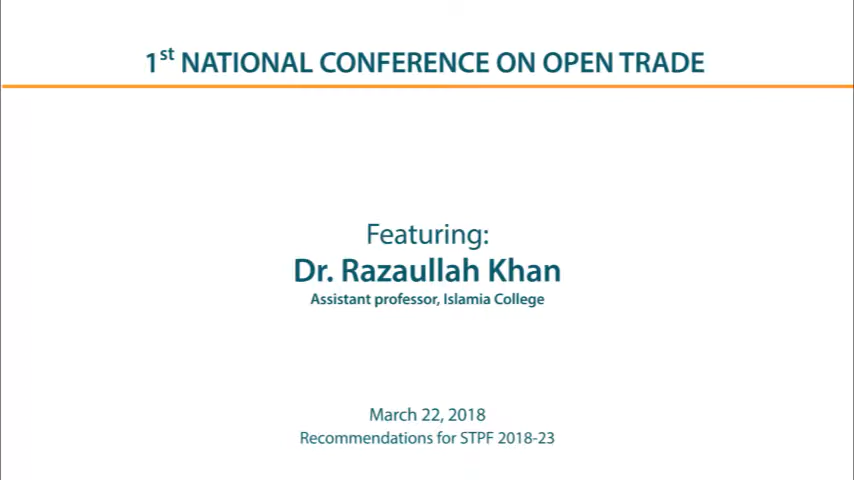 1st NATIONAL CONFERENCE ON OPEN TRADE
Featuring:
Dr. Razaullah Khan
Assistant professor, Islamia College
March 22, 2018
Recommendations for STPF 2018-23